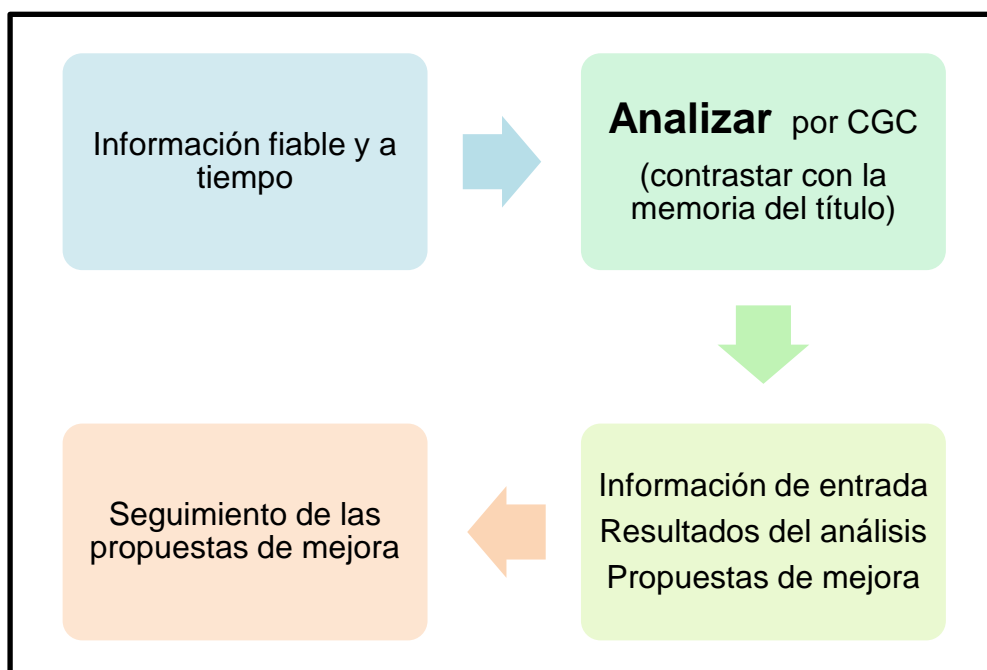 Información fiable y a
tiempo
Analizar por CGC
(contrastar con la
memoria del título)
Información de entrada
Resultados del análisis
Propuestas de mejora
Seguimiento de las
propuestas de mejora